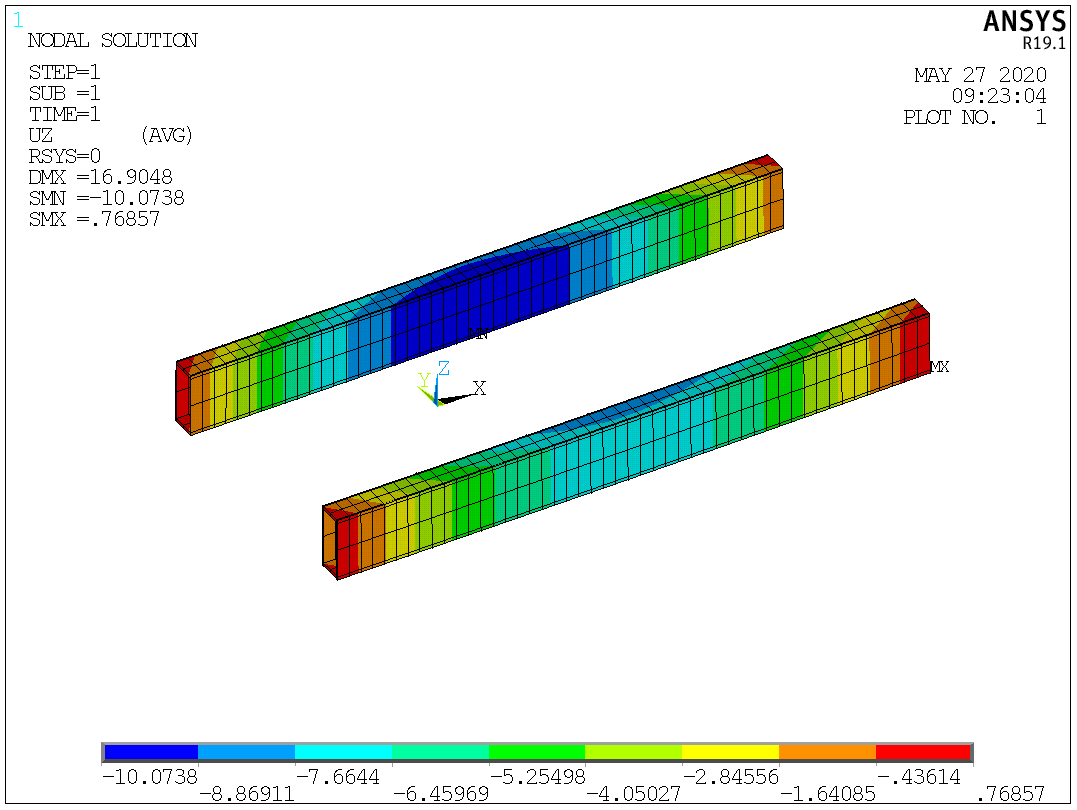 1
ANSYS
R19.1
NODAL SOLUTION
STEP=1
SUB =1
TIME=1
UZ (AVG)
RSYS=0
DMX =16.9048
SMN =-10.0738
SMX =.76857
MAY 27 2020
09:23:04
PLOT NO. 1
MN
Z
Y
X
MX
-10.0738 -7.6644 -5.25498 -2.84556 -.43614
-8.86911 -6.45969 -4.05027 -1.64085 .76857